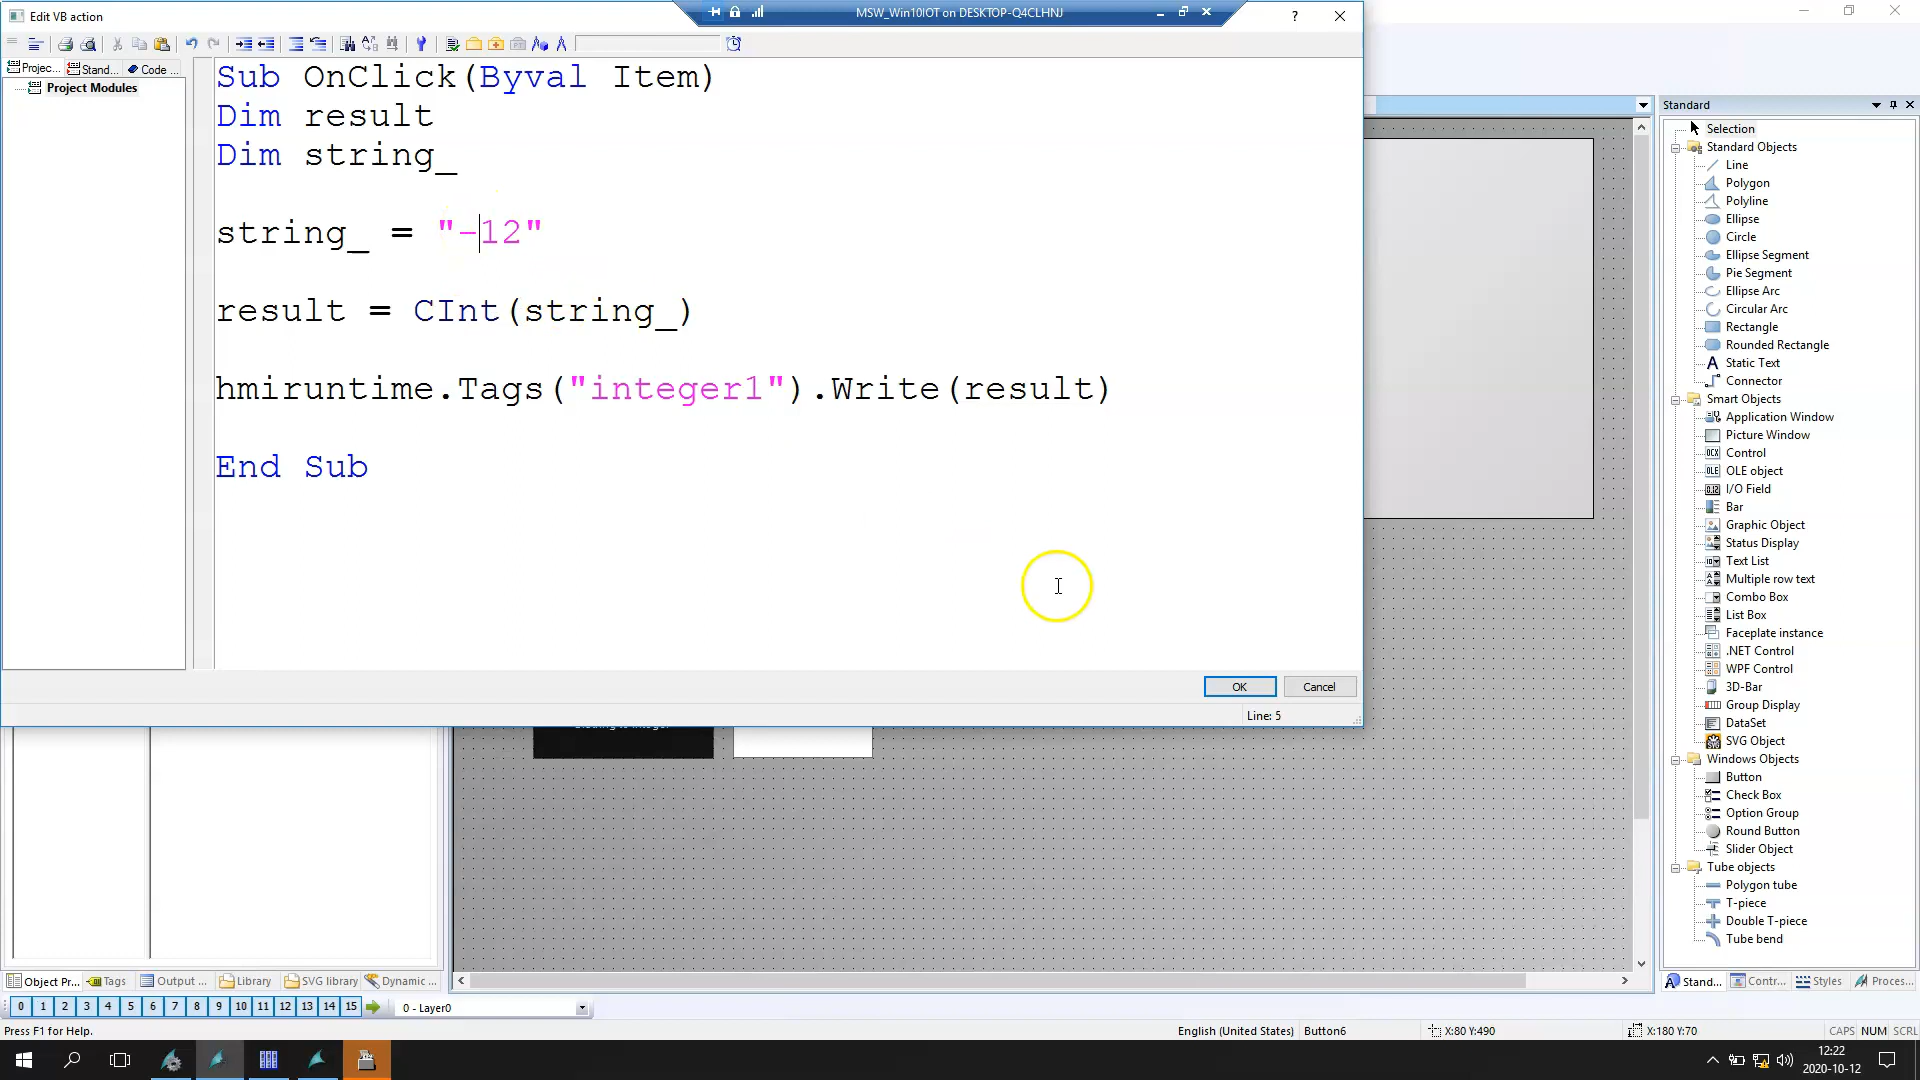 Edit VB action
MSW_Win10IOT on DESKTOP-Q4CLHNJ
?
Projec...
Stand...
Code ...
Project Modules
Sub OnClick(Byval Item)
Dim result
Dim string_
string_ = "-12"
result = CInt(string_)
hmiruntime.Tags("integer1").Write(result)
End Sub
OK
Cancel
Line: 5
Standard
Selection
Standard Objects
Line
Polygon
Polyline
Ellipse
Circle
Ellipse Segment
Pie Segment
Ellipse Arc
Circular Arc
Rectangle
Rounded Rectangle
Static Text
Connector
Smart Objects
Application Window
Picture Window
Control
OLE object
I/O Field
Bar
Graphic Object
Status Display
Text List
Multiple row text
Combo Box
List Box
Faceplate instance
.NET Control
WPF Control
3D-Bar
Group Display
DataSet
SVG Object
Windows Objects
Button
Check Box
Option Group
Round Button
Slider Object
Tube objects
Polygon tube
T-piece
Double T-piece
Tube bend
Object Pr...
Tags
Output ...
Library
SVG library
Dynamic ...
Stand...
Contr...
Styles
Proces...
0 1 2 3 4 5 6 7 8 9 10 11 12 13 14 15
0 - Layer0
Press F1 for Help.
English (United States)
Button6
X:80 Y:490
X:180 Y:70
CAPS NUM SCRL
12:22
2020-10-12